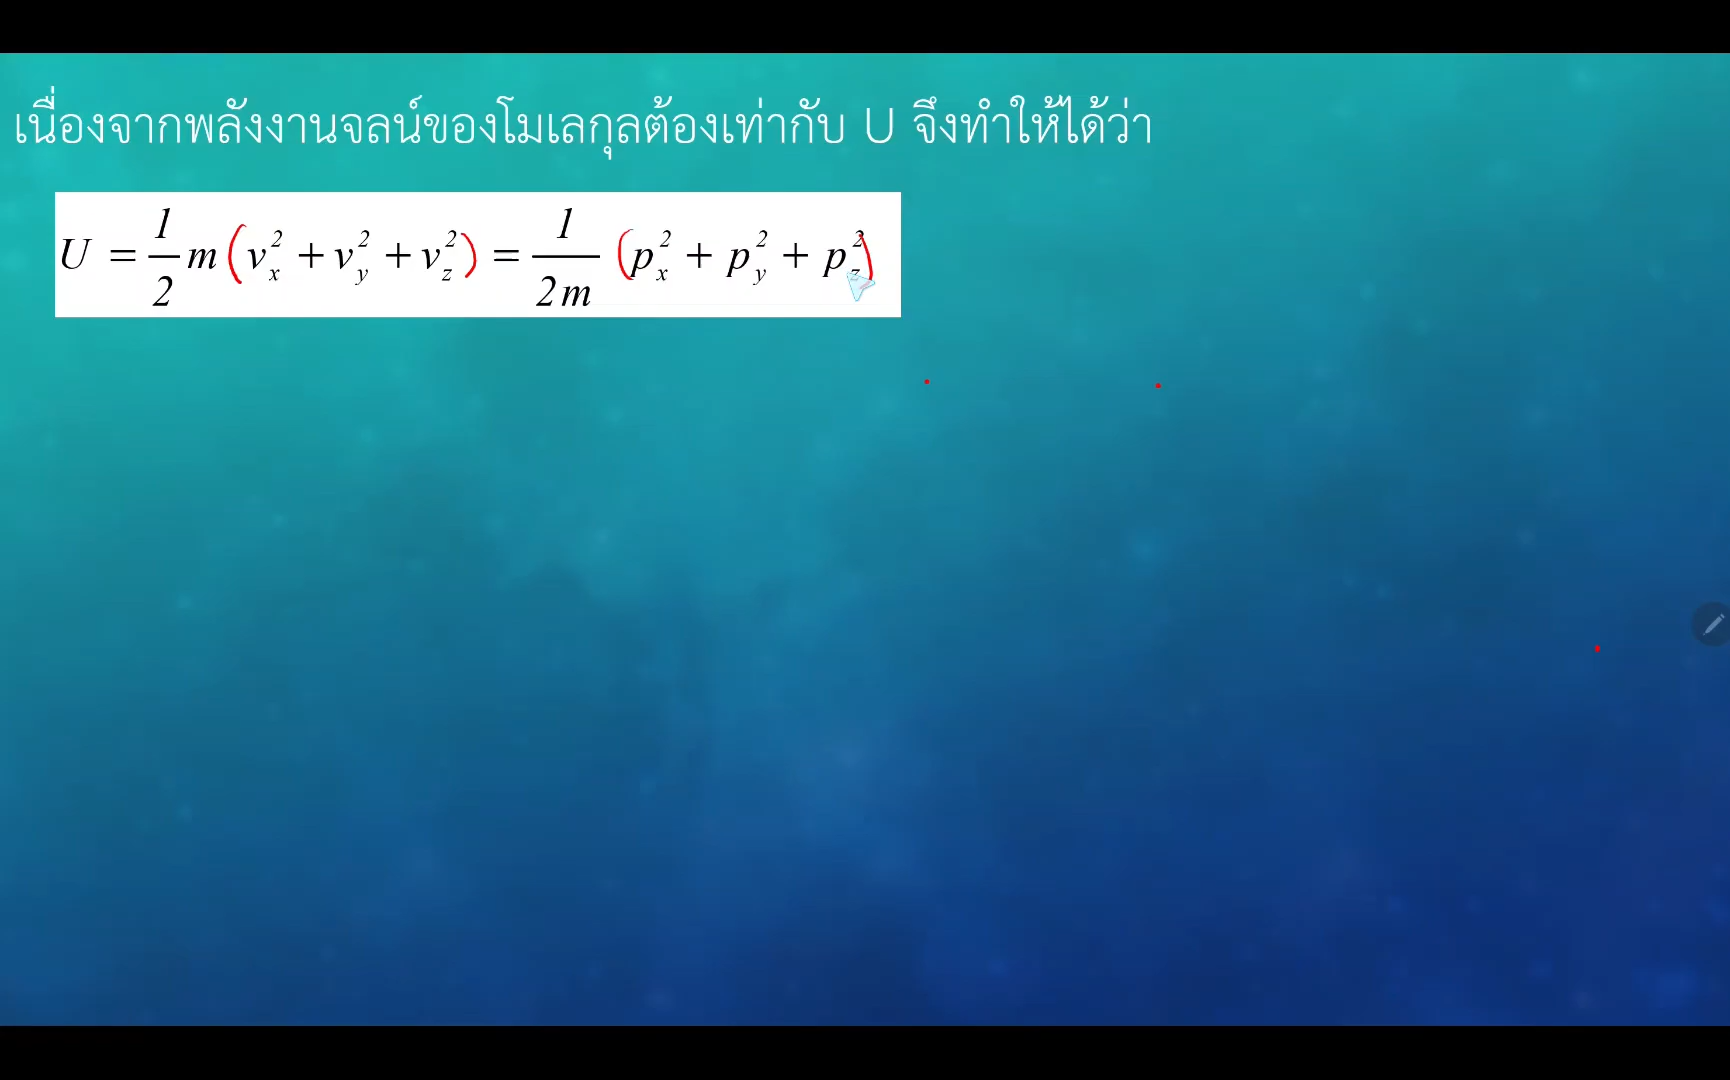 เนื่องจากพลังงานจลน์ของโมเลกุลต้องเท่ากับ U จึงทำให้ได้ว่า
U = \frac{1}{2} m (v_x^2 + v_y^2 + v_z^2) = \frac{1}{2m} (p_x^2 + p_y^2 + p_z^2)